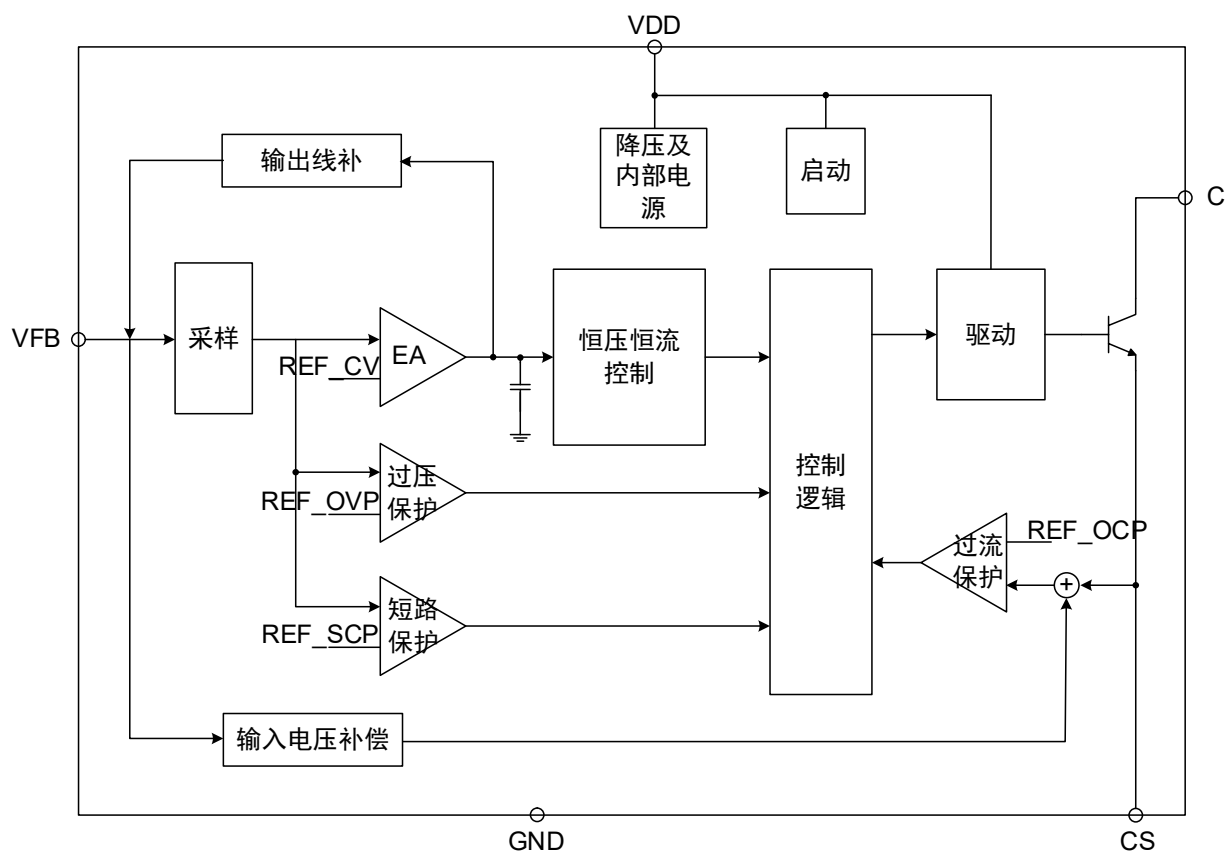 VDD
输出线补
降压及
内部电
源
启动
C
VFB
采样
REF_CV
EA
恒压恒流
控制
驱动
控制
逻辑
REF_OVP
过压
保护
REF_OCP
过流
保护
+
REF_SCP
短路
保护
输入电压补偿
GND
CS